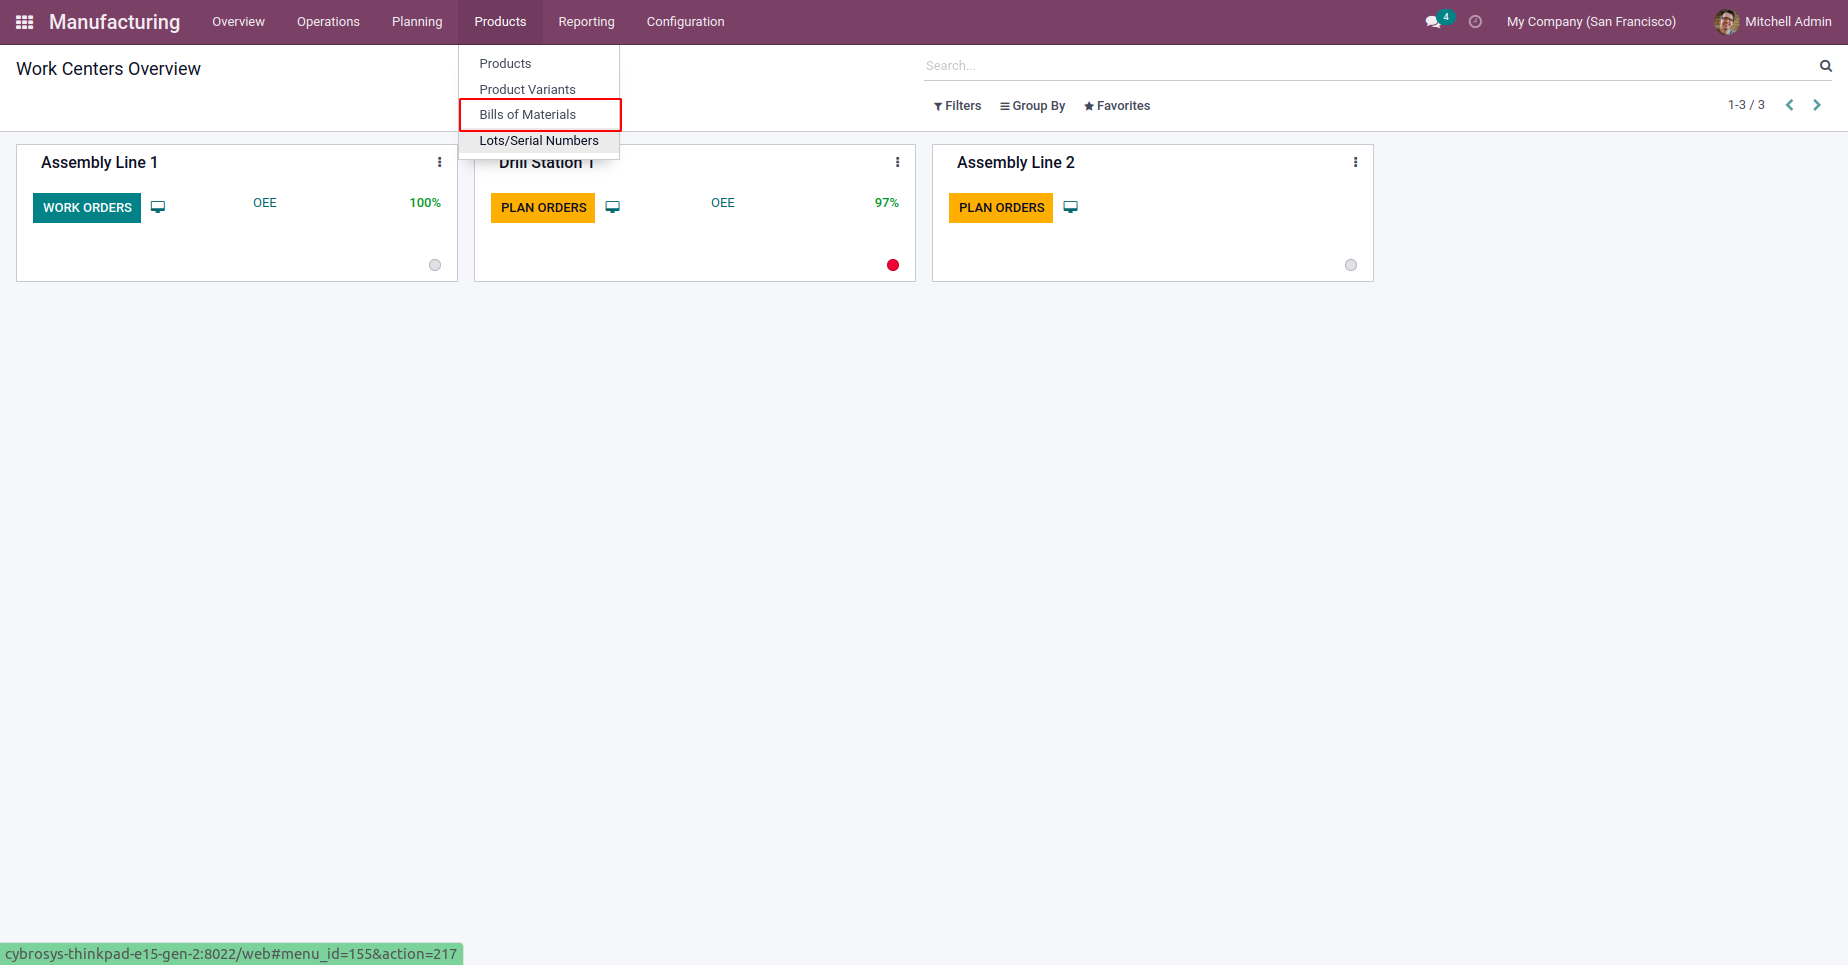 Manufacturing Overview Operations Planning Products Reporting Configuration 4 My Company (San Francisco) Mitchell Admin
Work Centers Overview
Search...
Products
Product Variants
Bills of Materials
Lots/Serial Numbers
Filters Group By Favorites 1-3 / 3
Assembly Line 1
WORK ORDERS OEE 100%
Drill Station 1
PLAN ORDERS OEE 97%
Assembly Line 2
PLAN ORDERS
cybrosys-thinkpad-e15-gen-2:8022/web#menu_id=155&action=217